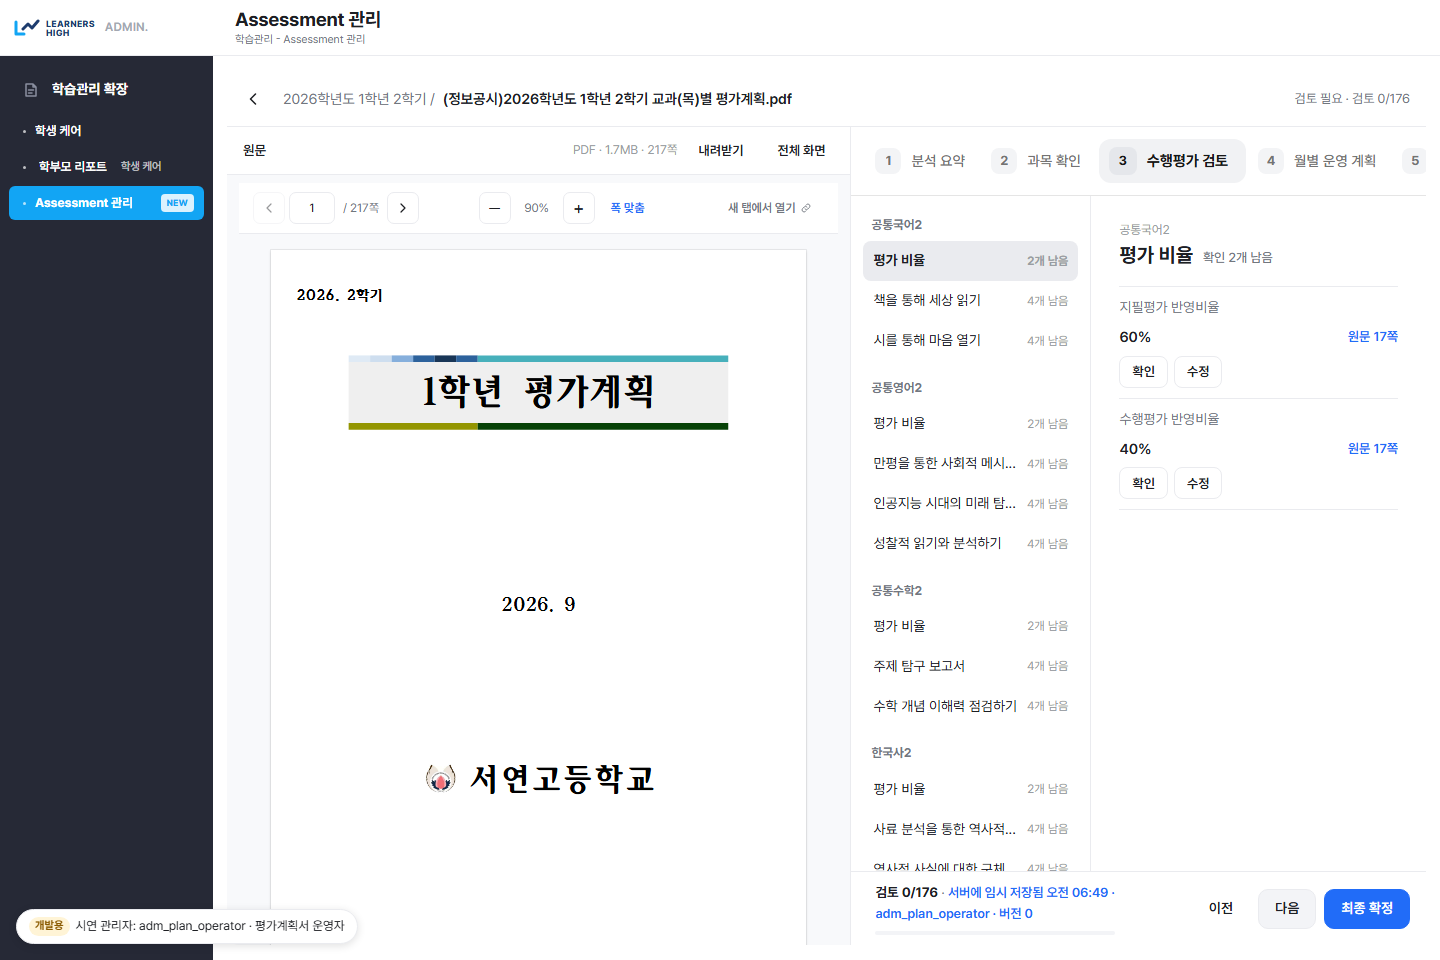 LEARNERS
HIGH
ADMIN.
Assessment 관리
학습관리 - Assessment 관리
학습관리 확장
학생 케어
학부모 리포트 학생 케어
Assessment 관리 NEW
2026학년도 1학년 2학기 / (정보공시)2026학년도 1학년 2학기 교과(목)별 평가계획.pdf
검토 필요 · 검토 0/176
원문 PDF · 1.7MB · 217쪽 내려받기 전체 화면
1 / 217쪽 90% 폭 맞춤 새 탭에서 열기
2026. 2학기
1학년 평가계획
2026. 9
서연고등학교
1 분석 요약 2 과목 확인 3 수행평가 검토 4 월별 운영 계획 5
공통국어2
평가 비율 2개 남음
책을 통해 세상 읽기 4개 남음
시를 통해 마음 열기 4개 남음
공통영어2
평가 비율 2개 남음
만평을 통한 사회적 메시... 4개 남음
인공지능 시대의 미래 탐... 4개 남음
성찰적 읽기와 분석하기 4개 남음
공통수학2
평가 비율 2개 남음
주제 탐구 보고서 4개 남음
수학 개념 이해력 점검하기 4개 남음
한국사2
평가 비율 2개 남음
사료 분석을 통한 역사적... 4개 남음
역사적 사실에 대한 구체... 4개 남음
공통국어2
평가 비율 확인 2개 남음
지필평가 반영비율
60% 원문 17쪽
확인 수정
수행평가 반영비율
40% 원문 17쪽
확인 수정
검토 0/176 · 서버에 임시 저장됨 오전 06:49 ·
adm_plan_operator · 버전 0
이전 다음 최종 확정
개발용 시연 관리자: adm_plan_operator · 평가계획서 운영자